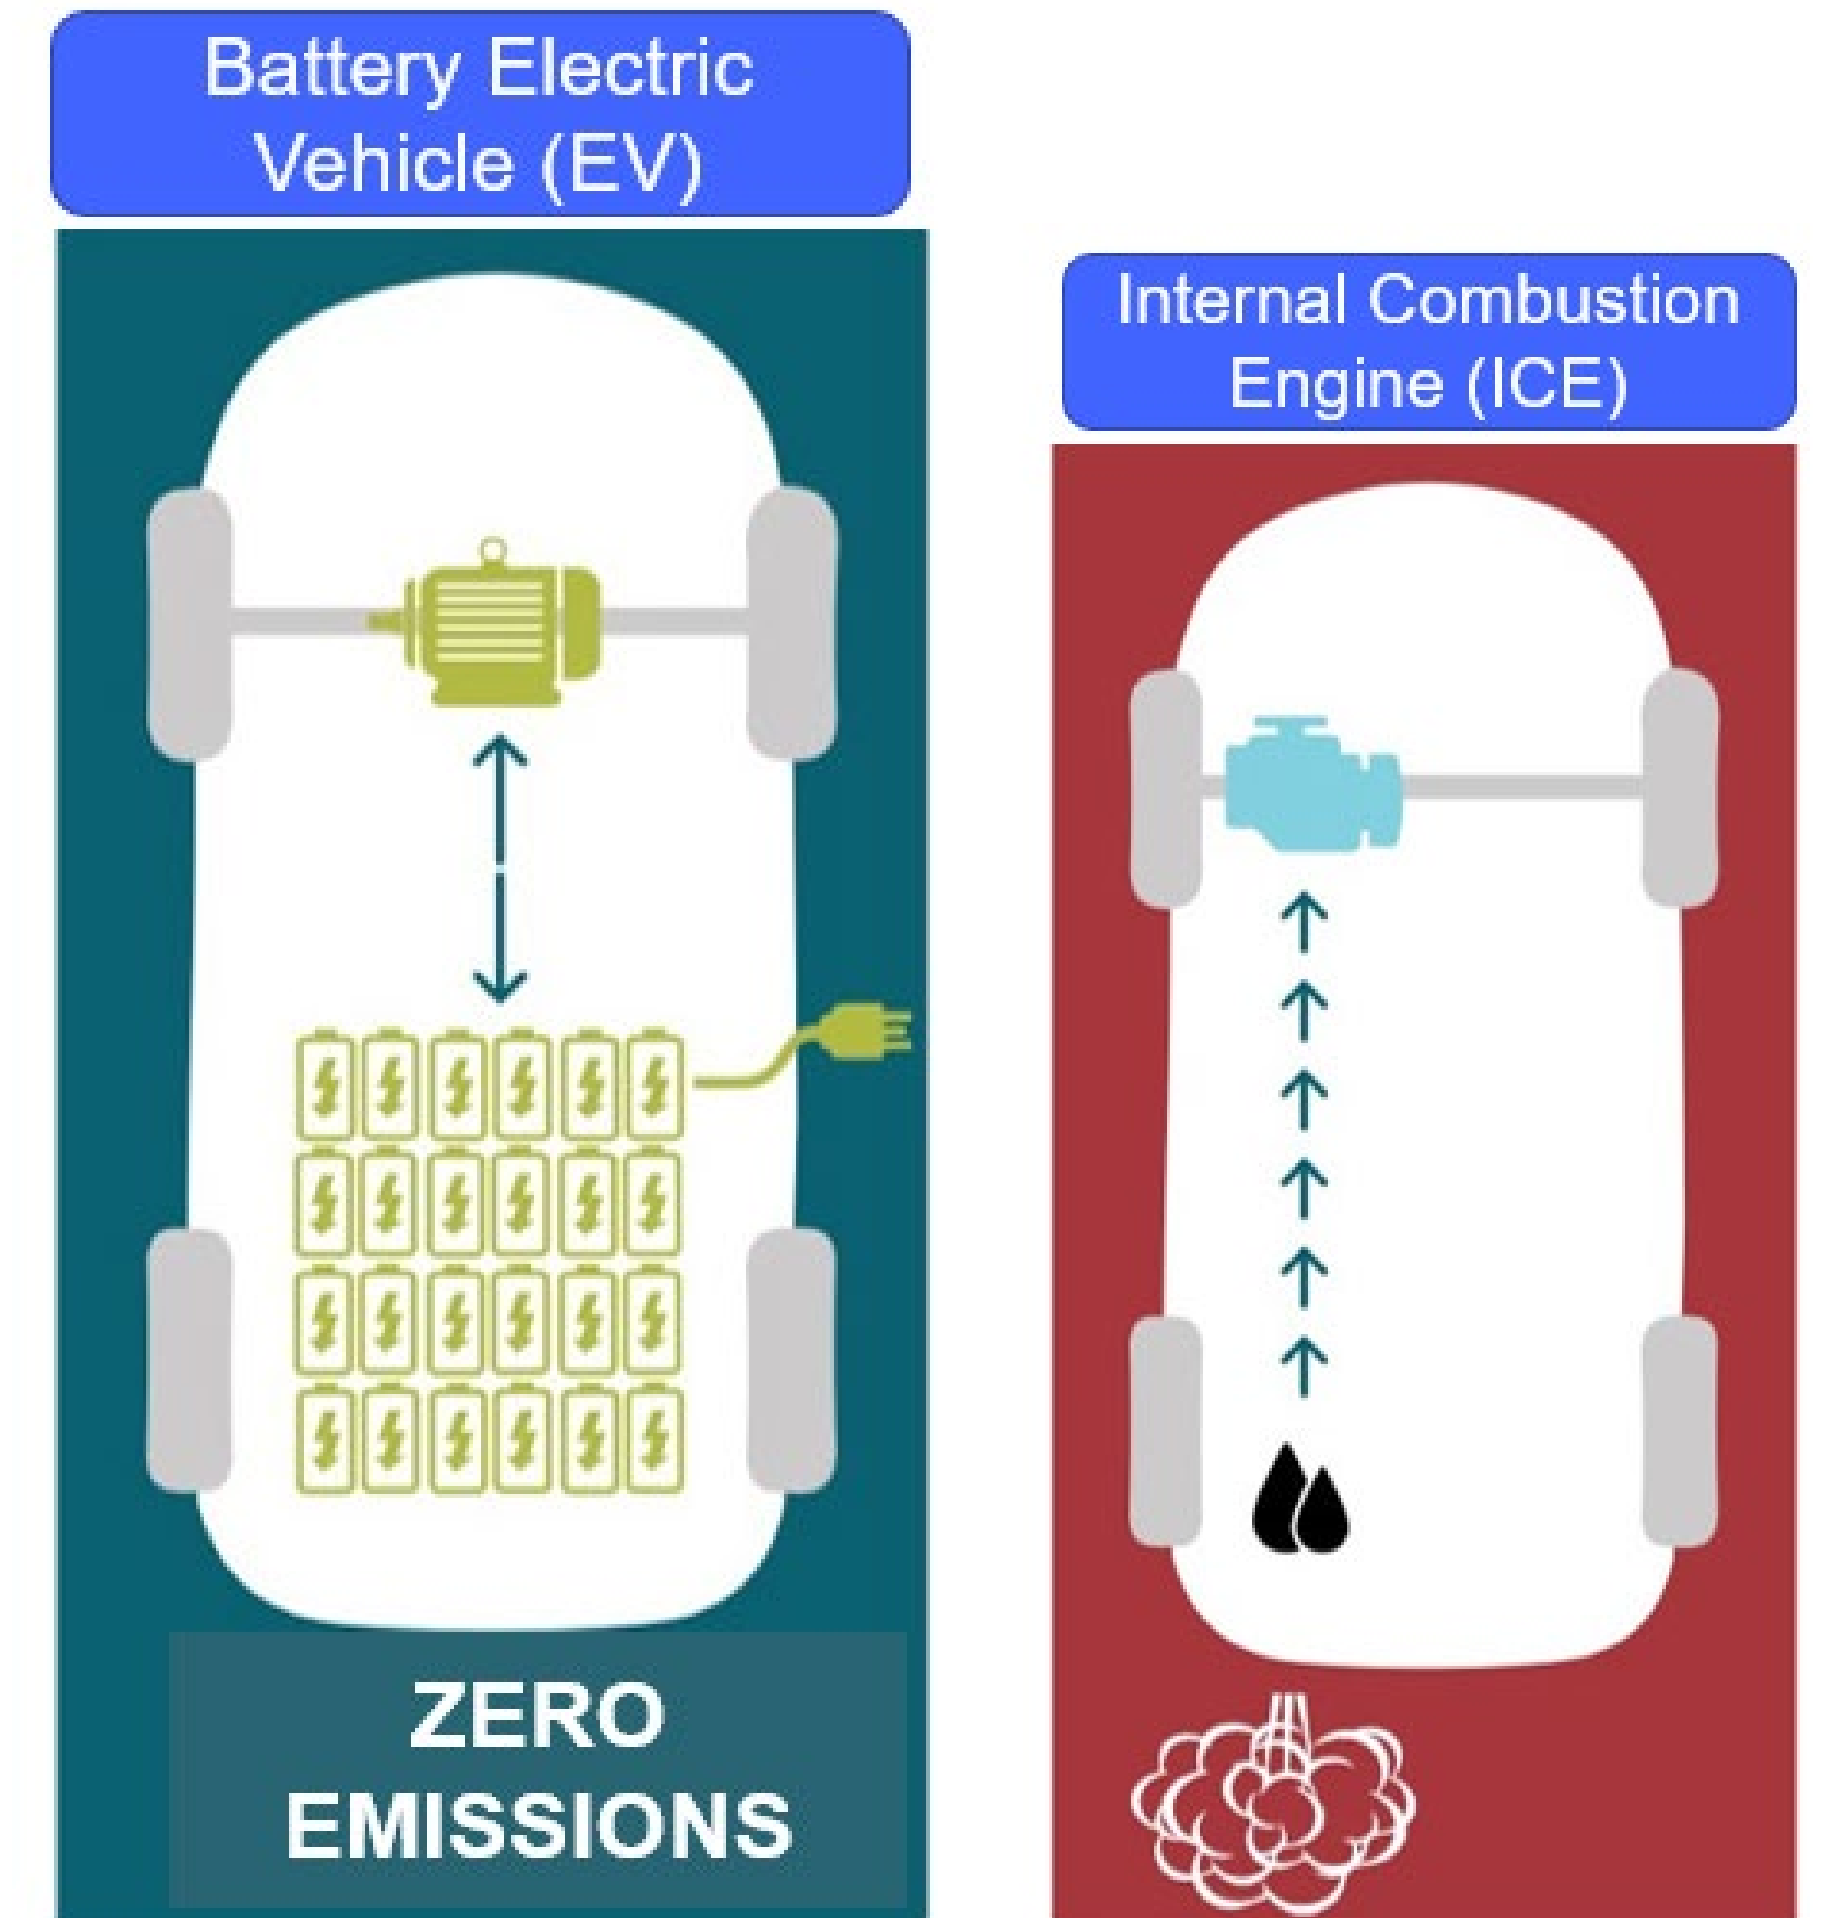 Battery Electric
Vehicle (EV)
Internal Combustion
Engine (ICE)
ZERO
EMISSIONS